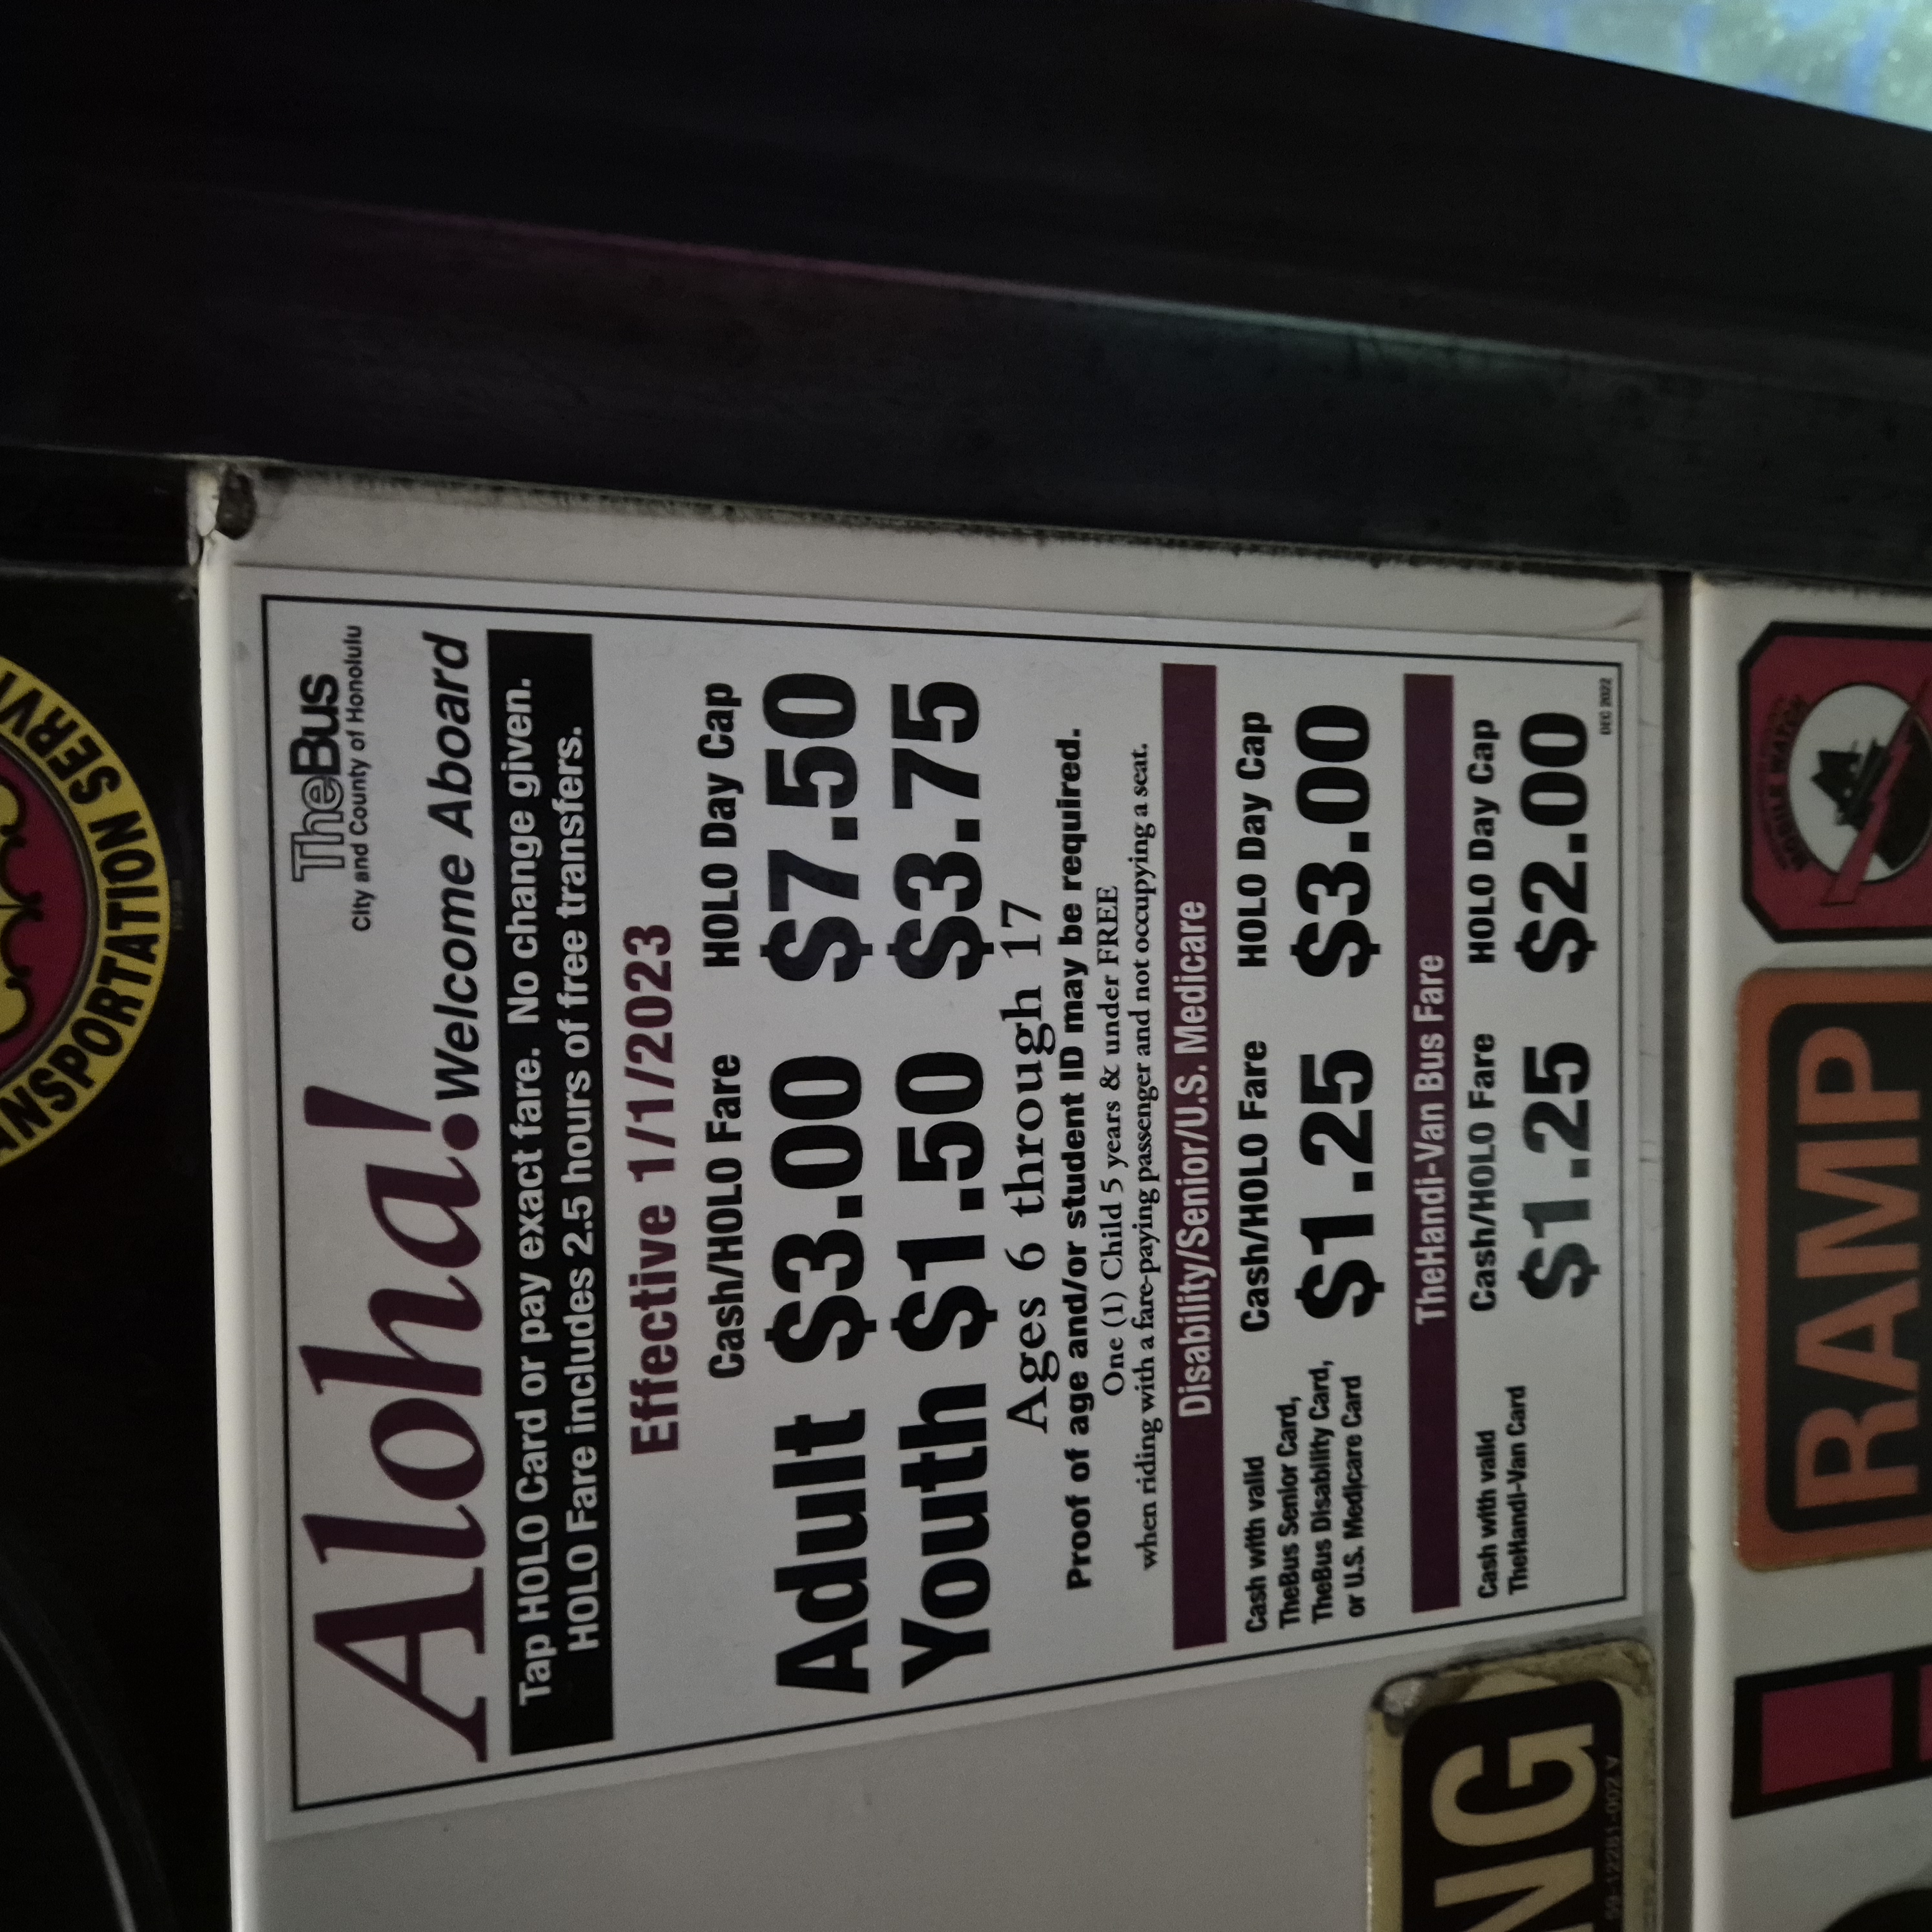 TRANSPORTATION
TheBus
City and County of Honolulu
Aloha! Welcome Aboard
Tap HOLO Card or pay exact fare. No change given.
HOLO Fare includes 2.5 hours of free transfers.
Effective 1/1/2023
Cash/HOLO Fare HOLO Day Cap
Adult $3.00 $7.50
Youth $1.50 $3.75
Ages 6 through 17
Proof of age and/or student ID may be required.
One (1) Child 5 years & under FREE
when riding with a fare-paying passenger and not occupying a seat.
Disability/Senior/U.S. Medicare
Cash/HOLO Fare HOLO Day Cap
Cash with valid
TheBus Senior Card,
TheBus Disability Card,
or U.S. Medicare Card
$1.25 $3.00
TheHandi-Van Bus Fare
Cash/HOLO Fare HOLO Day Cap
Cash with valid
TheHandi-Van Card
$1.25 $2.00
DEC 2022
NG
59-12281-002 V
RAMP